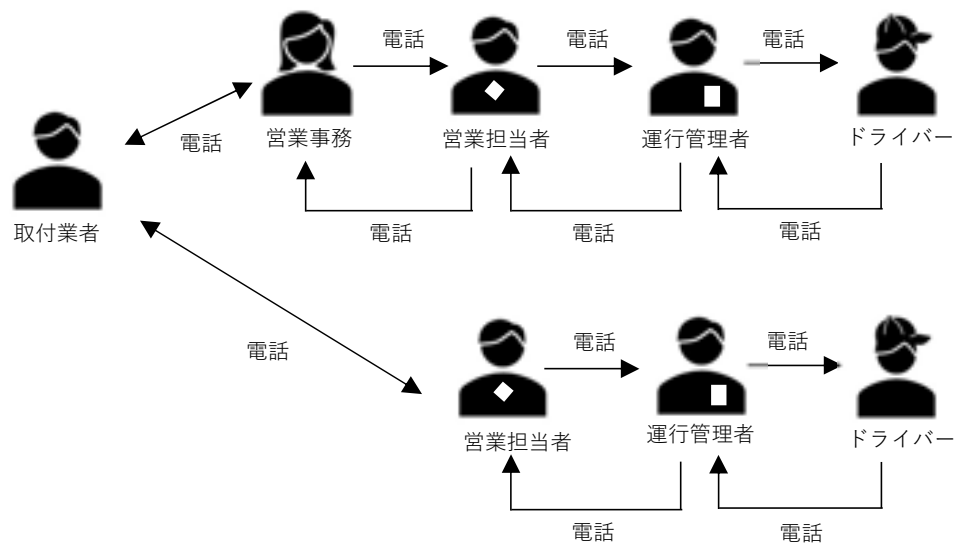 電話
電話
電話
電話
営業事務
営業担当者
運行管理者
ドライバー
取付業者
電話
電話
電話
電話
電話
電話
営業担当者
運行管理者
ドライバー
電話
電話